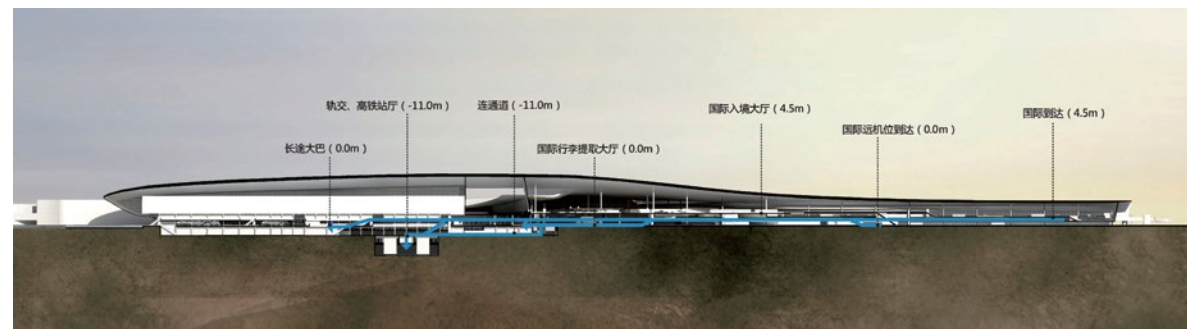 轨交、高铁站厅（-11.0m）
连通道（-11.0m）
国际入境大厅（4.5m）
国际到达（4.5m）
国际远机位到达（0.0m）
长途大巴（0.0m）
国际行李提取大厅（0.0m）